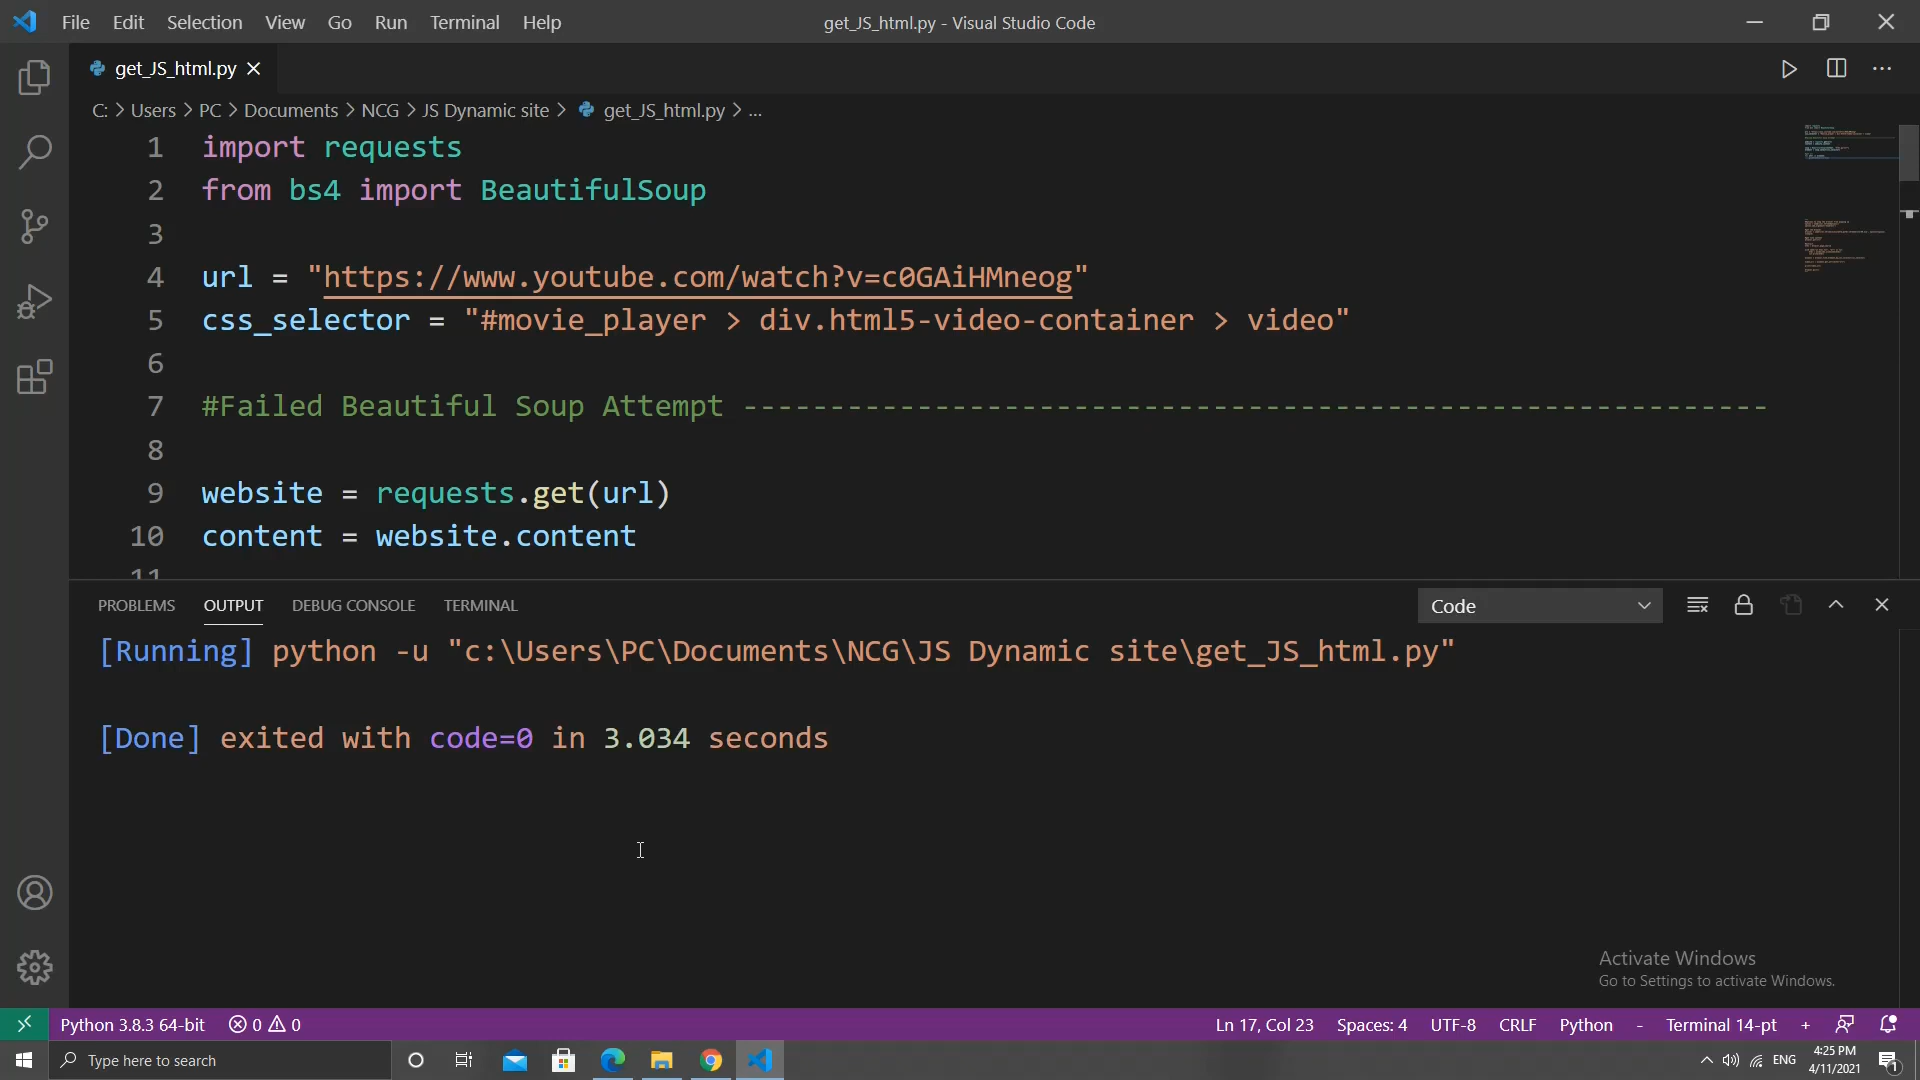 File Edit Selection View Go Run Terminal Help
get_JS_html.py - Visual Studio Code
get_JS_html.py
C: > Users > PC > Documents > NCG > JS Dynamic site > get_JS_html.py > ...
1 import requests
2 from bs4 import BeautifulSoup
3
4 url = "https://www.youtube.com/watch?v=c0GAiHMneog"
5 css_selector = "#movie_player > div.html5-video-container > video"
6
7 #Failed Beautiful Soup Attempt -----------------------------------------------------------
8
9 website = requests.get(url)
10 content = website.content
11
PROBLEMS OUTPUT DEBUG CONSOLE TERMINAL
Code
[Running] python -u "c:\Users\PC\Documents\NCG\JS Dynamic site\get_JS_html.py"
[Done] exited with code=0 in 3.034 seconds
Activate Windows
Go to Settings to activate Windows.
Python 3.8.3 64-bit 0 0
Ln 17, Col 23 Spaces: 4 UTF-8 CRLF Python - Terminal 14-pt +
Type here to search
ENG
4:25 PM
4/11/2021
1